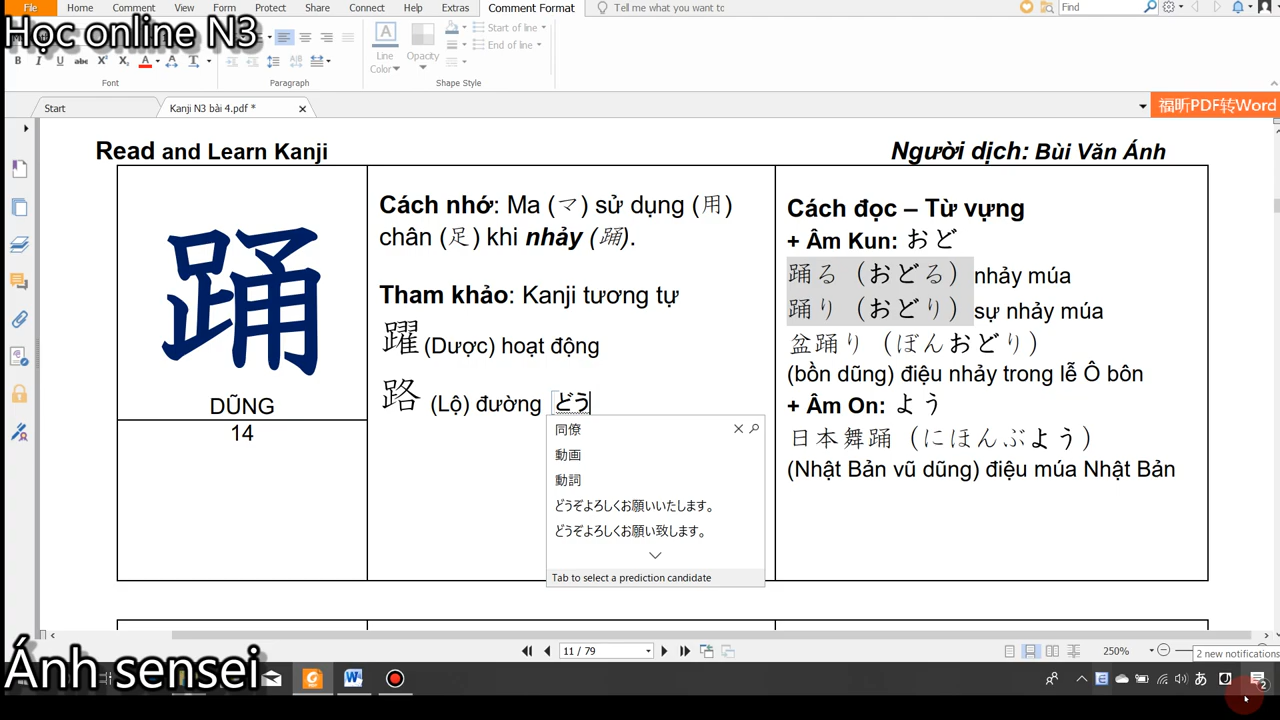 File Home Comment View Form Protect Share Connect Help Extras Comment Format Tell me what you want to Find
Học online N3
B I U abc X² X₂ A A T
Line Color
Opacity
Start of line
End of line
Font Paragraph Shape Style
Start
Kanji N3 bài 4.pdf *
福昕PDF转Word
Read and Learn Kanji
Người dịch: Bùi Văn Ánh
踊
DŨNG
14
Cách nhớ: Ma (マ) sử dụng (用)
chân (足) khi nhảy (踊).
Tham khảo: Kanji tương tự
躍 (Dược) hoạt động
路 (Lộ) đường どう
同僚
動画
動詞
どうぞよろしくお願いいたします。
どうぞよろしくお願い致します。
Tab to select a prediction candidate
Cách đọc – Từ vựng
+ Âm Kun: おど
踊る（おどる）nhảy múa
踊り（おどり）sự nhảy múa
盆踊り（ぼんおどり）
(bồn dũng) điệu nhảy trong lễ Ô bôn
+ Âm On: よう
日本舞踊（にほんぶよう）
(Nhật Bản vũ dũng) điệu múa Nhật Bản
11 / 79
250%
2 new notifications
Ánh sensei
あ
2